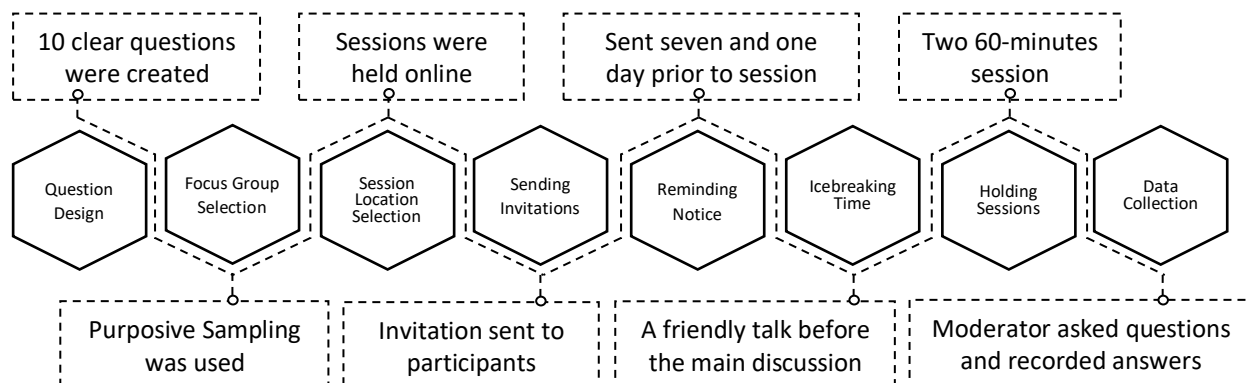 10 clear questions
were created
Sessions were
held online
Sent seven and one
day prior to session
Two 60-minutes
session
Question
Design
Focus Group
Selection
Session
Location
Selection
Sending
Invitations
Reminding
Notice
Icebreaking
Time
Holding
Sessions
Data
Collection
Purposive Sampling
was used
Invitation sent to
participants
A friendly talk before
the main discussion
Moderator asked questions
and recorded answers